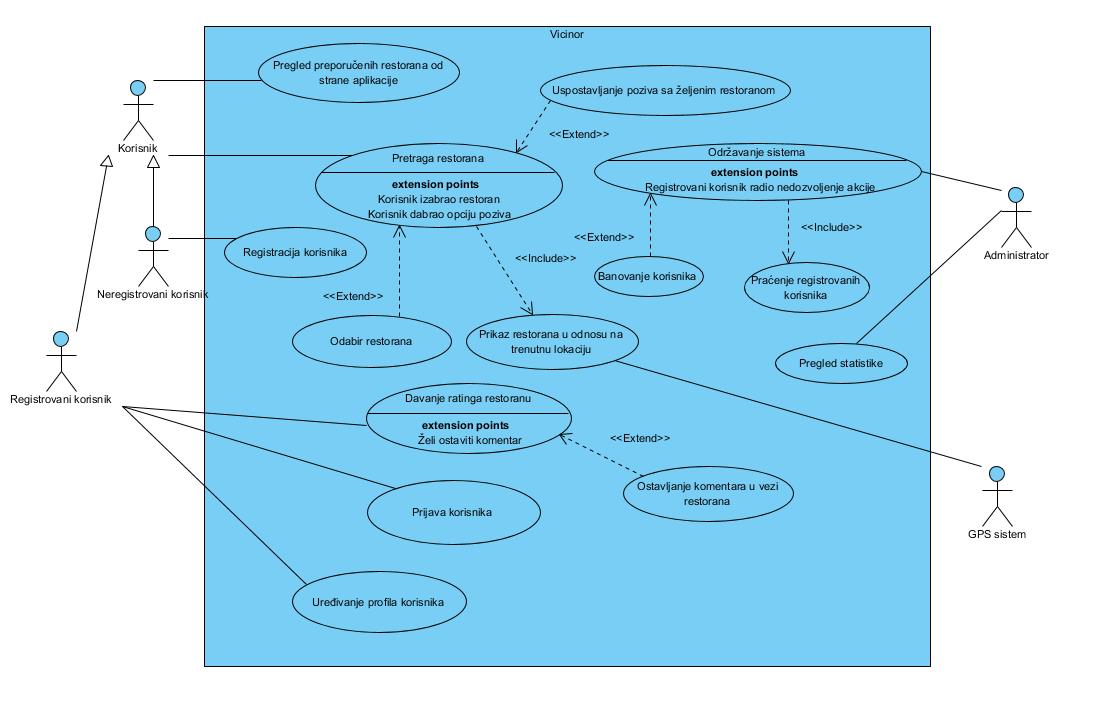 Vicinor
Pregled preporučenih restorana od
strane aplikacije
Uspostavljanje poziva sa željenim restoranom
<<Extend>>
Korisnik
Pretraga restorana
extension points
Korisnik izabrao restoran
Korisnik dabrao opciju poziva
Održavanje sistema
extension points
Registrovani korisnik radio nedozvoljenje akcije
Administrator
<<Extend>>
<<Include>>
Registracija korisnika
<<Include>>
Neregistrovani korisnik
Banovanje korisnika
Praćenje registrovanih
korisnika
<<Extend>>
Odabir restorana
Prikaz restorana u odnosu na
trenutnu lokaciju
Pregled statistike
Registrovani korisnik
Davanje ratinga restoranu
extension points
Želi ostaviti komentar
<<Extend>>
Ostavljanje komentara u vezi
restorana
Prijava korisnika
GPS sistem
Uređivanje profila korisnika